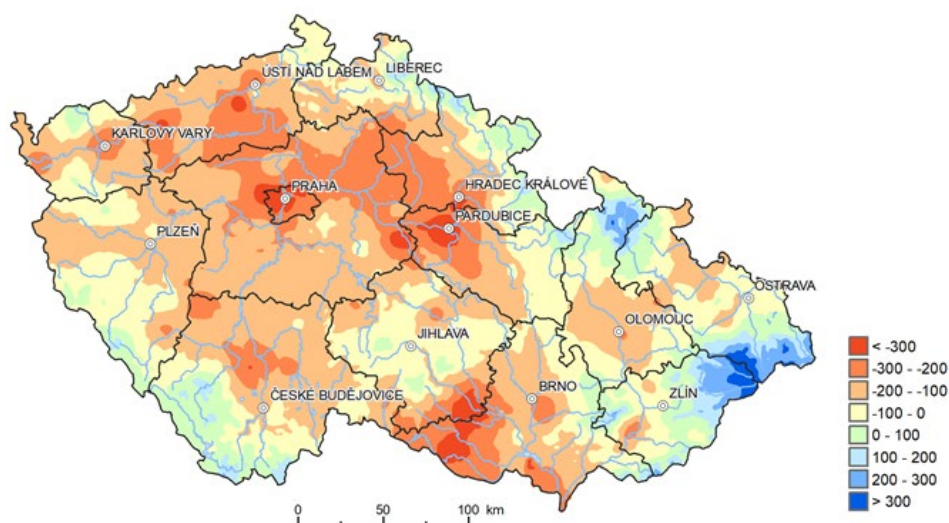 ÚSTÍ NAD LABEM
LIBEREC
KARLOVY VARY
PRAHA
HRADEC KRÁLOVÉ
PARDUBICE
PLZEŇ
OSTRAVA
OLOMOUC
JIHLAVA
BRNO
ZLÍN
ČESKÉ BUDĚJOVICE
< -300
-300 - -200
-200 - -100
-100 - 0
0 - 100
100 - 200
200 - 300
> 300
0 50 100 km